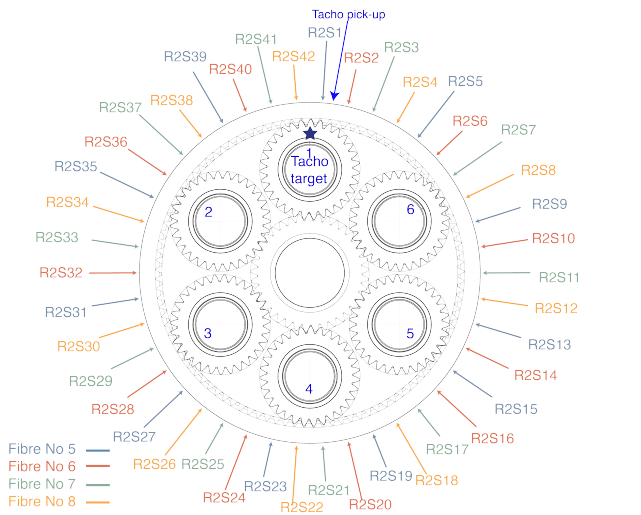 Tacho pick-up
R2S41
R2S1
R2S39
R2S42
R2S2
R2S3
R2S40
R2S4
R2S5
R2S38
R2S37
R2S6
R2S7
R2S36
1
Tacho
target
R2S35
R2S8
R2S34
2
6
R2S9
R2S33
R2S10
R2S32
R2S11
R2S31
R2S12
R2S30
3
5
R2S13
R2S29
4
R2S14
R2S28
R2S15
R2S27
R2S16
Fibre No 5
R2S26
R2S25
R2S17
Fibre No 6
R2S24
R2S23
R2S19
R2S18
Fibre No 7
R2S22
R2S21
R2S20
Fibre No 8